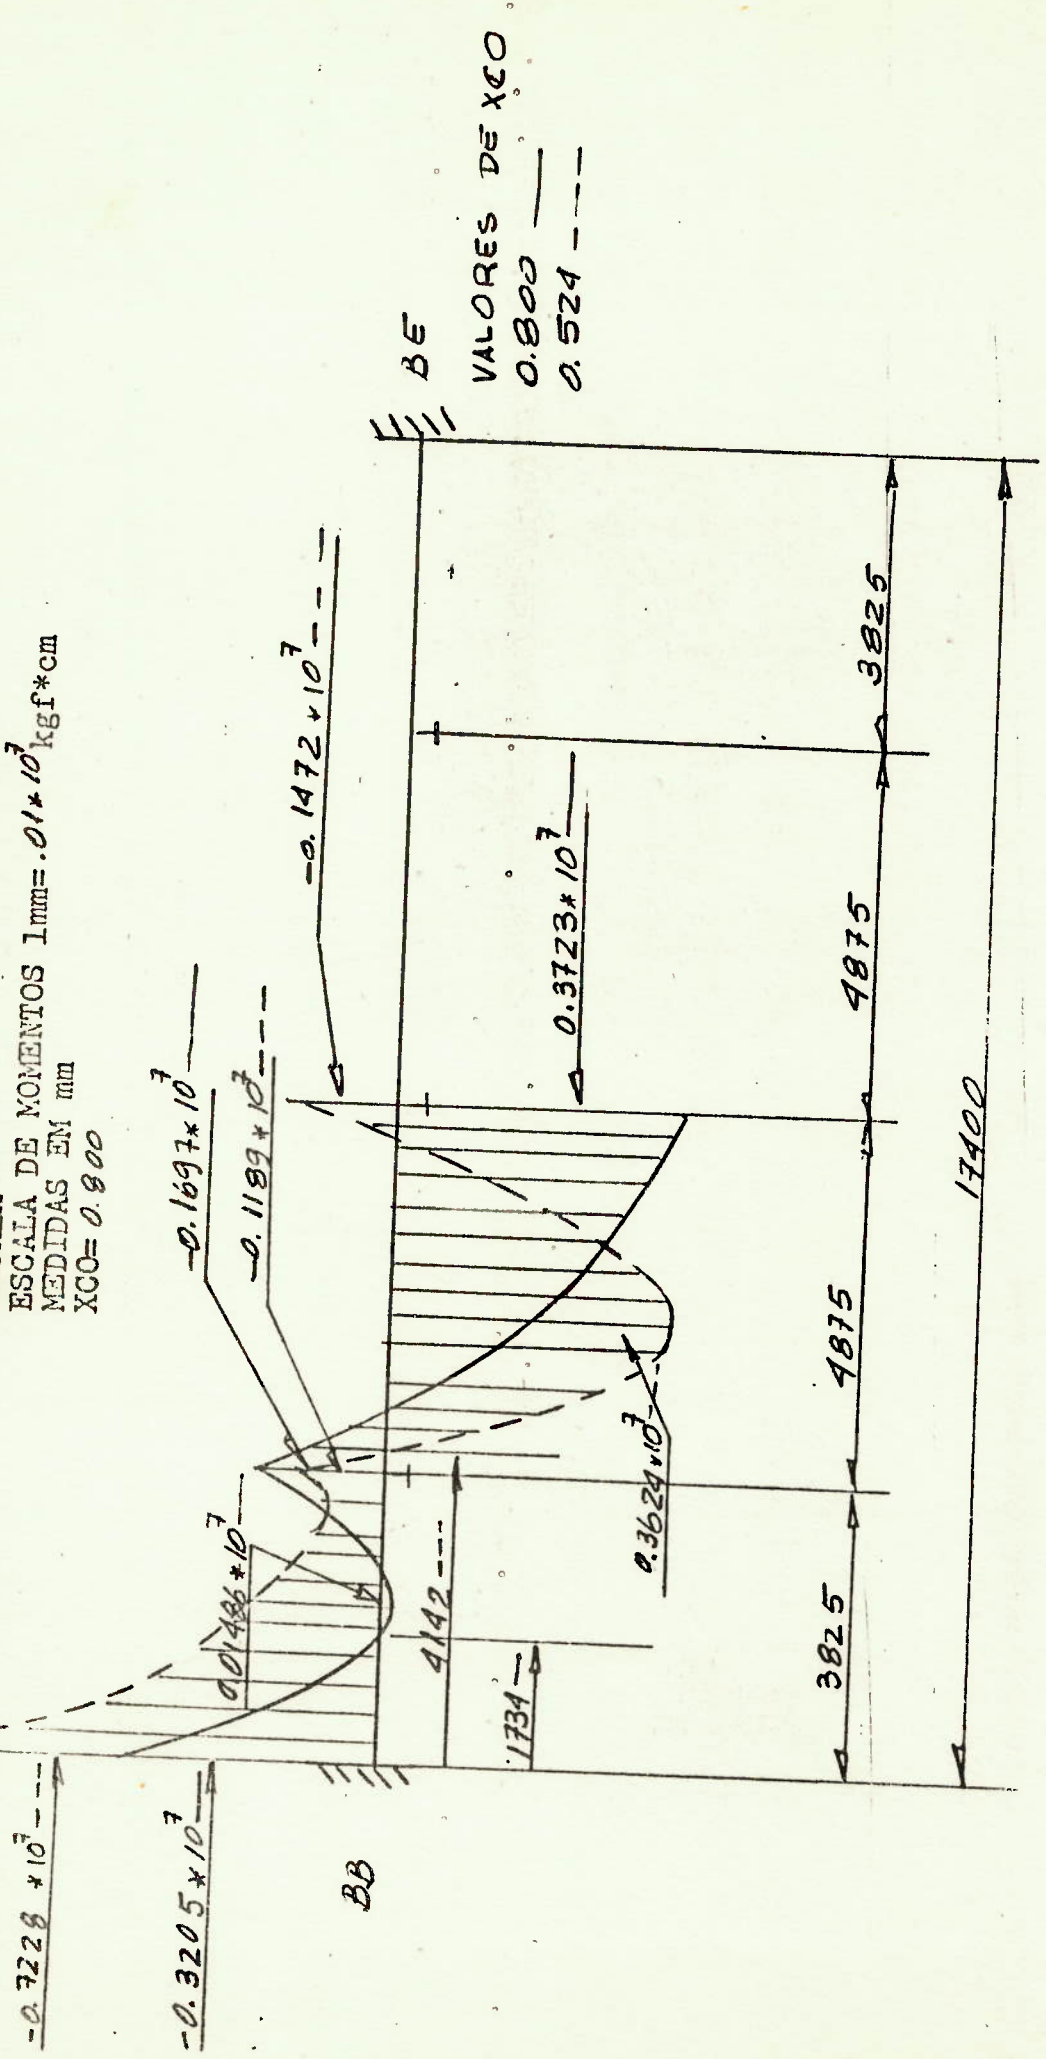 ESCALA DE MOMENTOS 1mm=.01*10⁷ kgf*cm
MEDIDAS EM mm
XCO= 0.800
-0.7228 *10⁷ ---
-0.3205*10⁷ —
0.01486*10⁷ —
-0.1697*10⁷ —
-0.1189*10⁷ ---
-0.1472*10⁷ ---
BB
BE
VALORES DE XCO
0.800 —
0.524 ----
4142 ---
1734 —
0.3624*10⁷ ---
0.3723*10⁷ —
3825
4875
4875
3825
17400